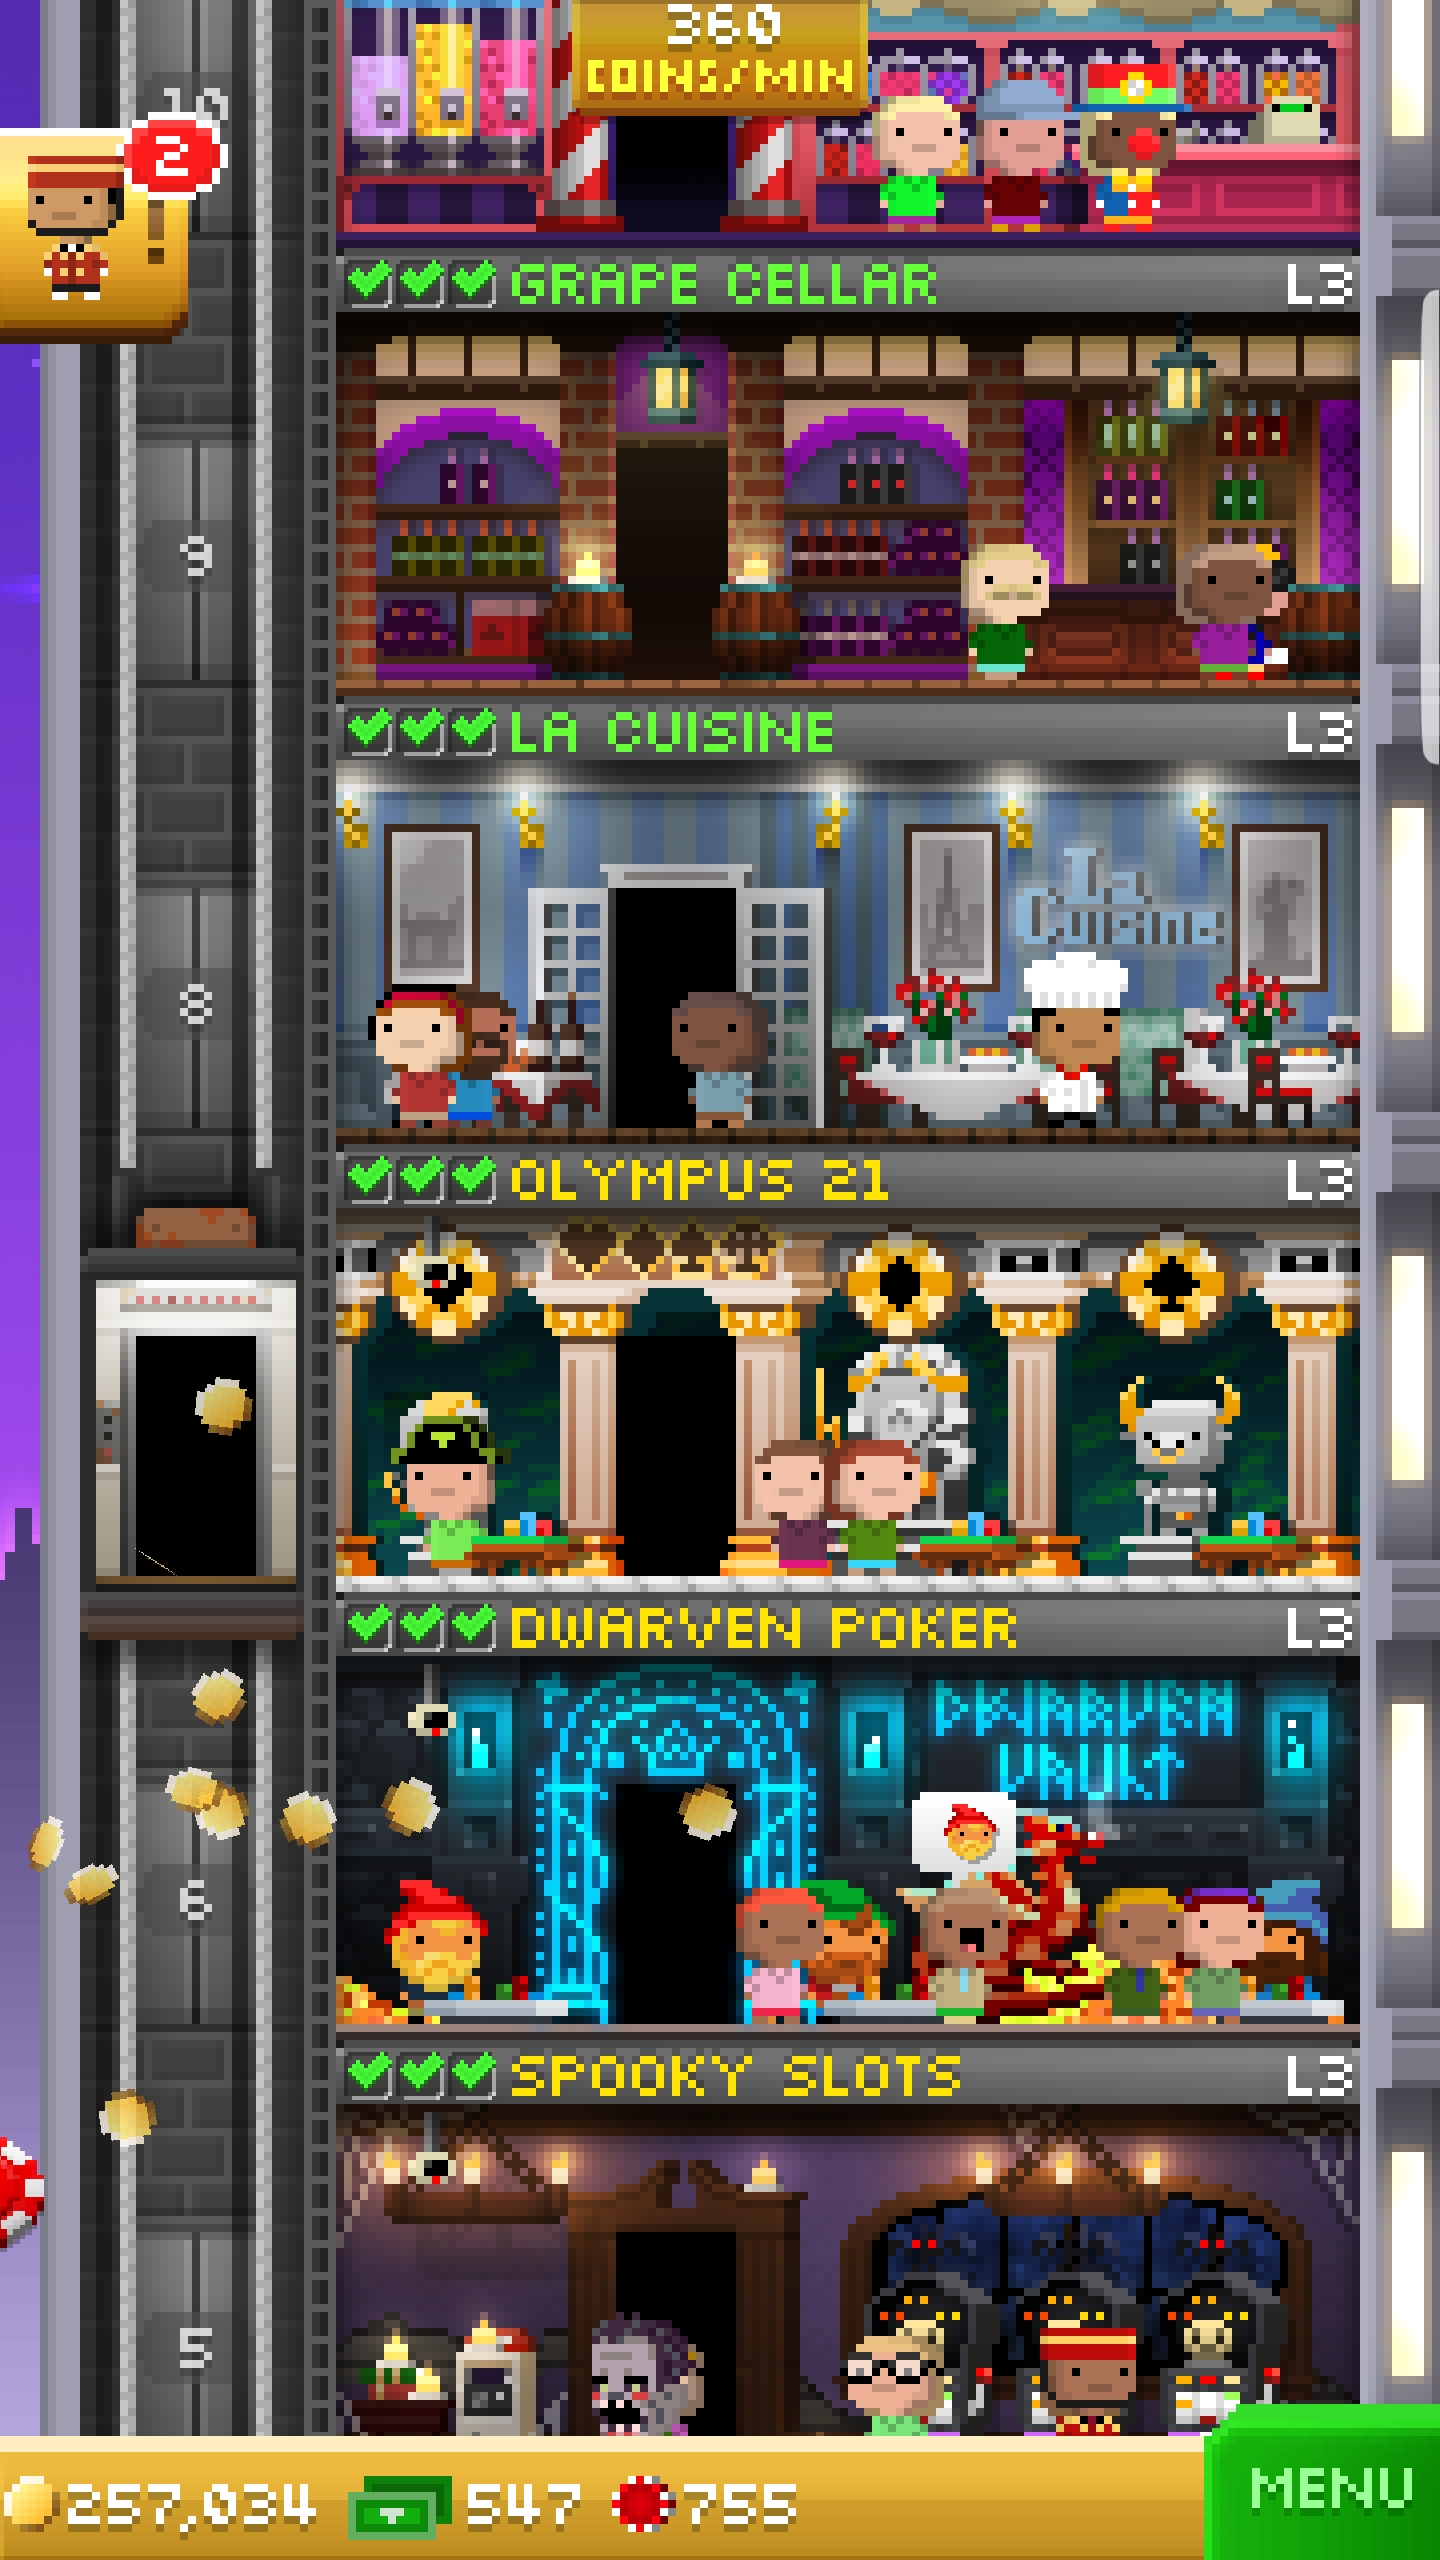 360
COINS/MIN
10
2
GRAPE CELLAR L3
9
LA CUISINE L3
La
Cuisine
8
OLYMPUS 21 L3
DWARVEN POKER L3
DWARVEN
VAULT
6
SPOOKY SLOTS L3
5
257,034 547 755
MENU